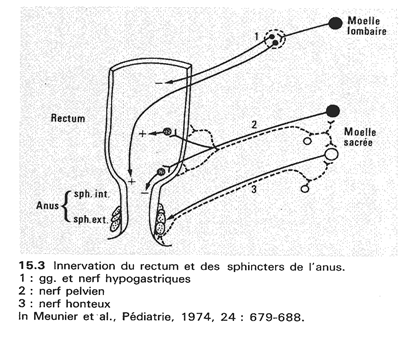 Moelle
lombaire
1
−
Rectum
+
2
Moelle
sacrée
+
−
3
Anus
sph. int.
sph. ext.
15.3 Innervation du rectum et des sphincters de l'anus.
1 : gg. et nerf hypogastriques
2 : nerf pelvien
3 : nerf honteux
In Meunier et al., Pédiatrie, 1974, 24 : 679-688.